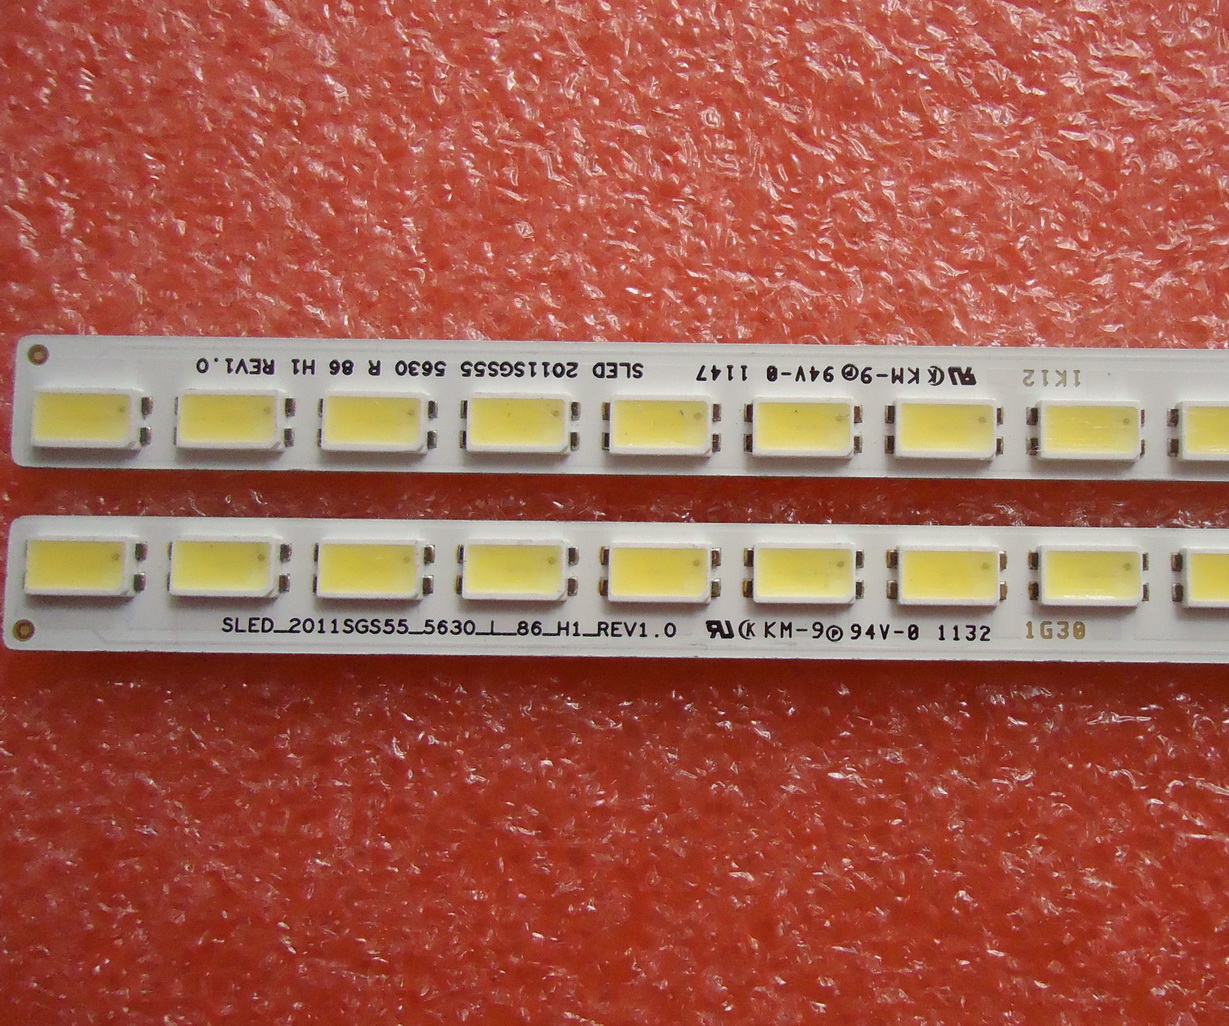 SLED 2011SGS55 5630 R 86 H1 REV1.0
1K12 KM-9 94V-0 1147
SLED_2011SGS55_5630_L_86_H1_REV1.0 KM-9 94V-0 1132 1G30